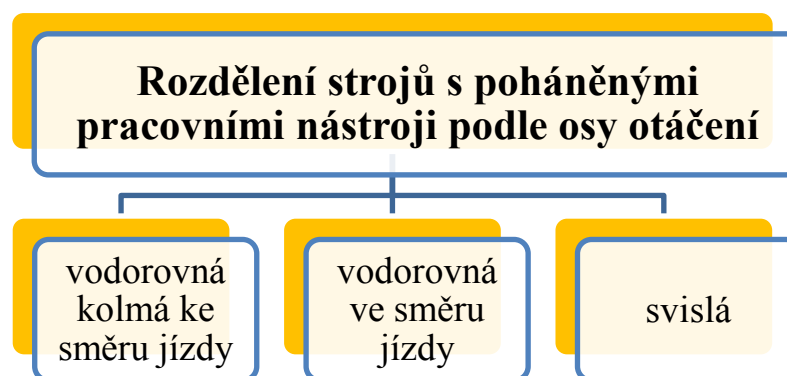 Rozdělení strojů s poháněnými
pracovními nástroji podle osy otáčení
vodorovná
kolmá ke
směru jízdy
vodorovná
ve směru
jízdy
svislá